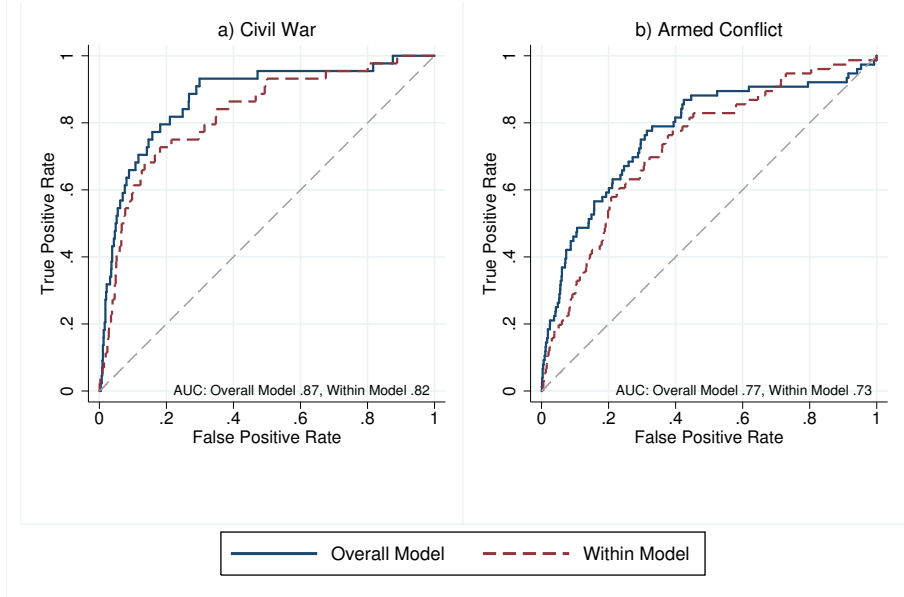 a) Civil War
True Positive Rate
1
.8
.6
.4
.2
0
AUC: Overall Model .87, Within Model .82
0 .2 .4 .6 .8 1
False Positive Rate
b) Armed Conflict
True Positive Rate
1
.8
.6
.4
.2
0
AUC: Overall Model .77, Within Model .73
0 .2 .4 .6 .8 1
False Positive Rate
Overall Model Within Model